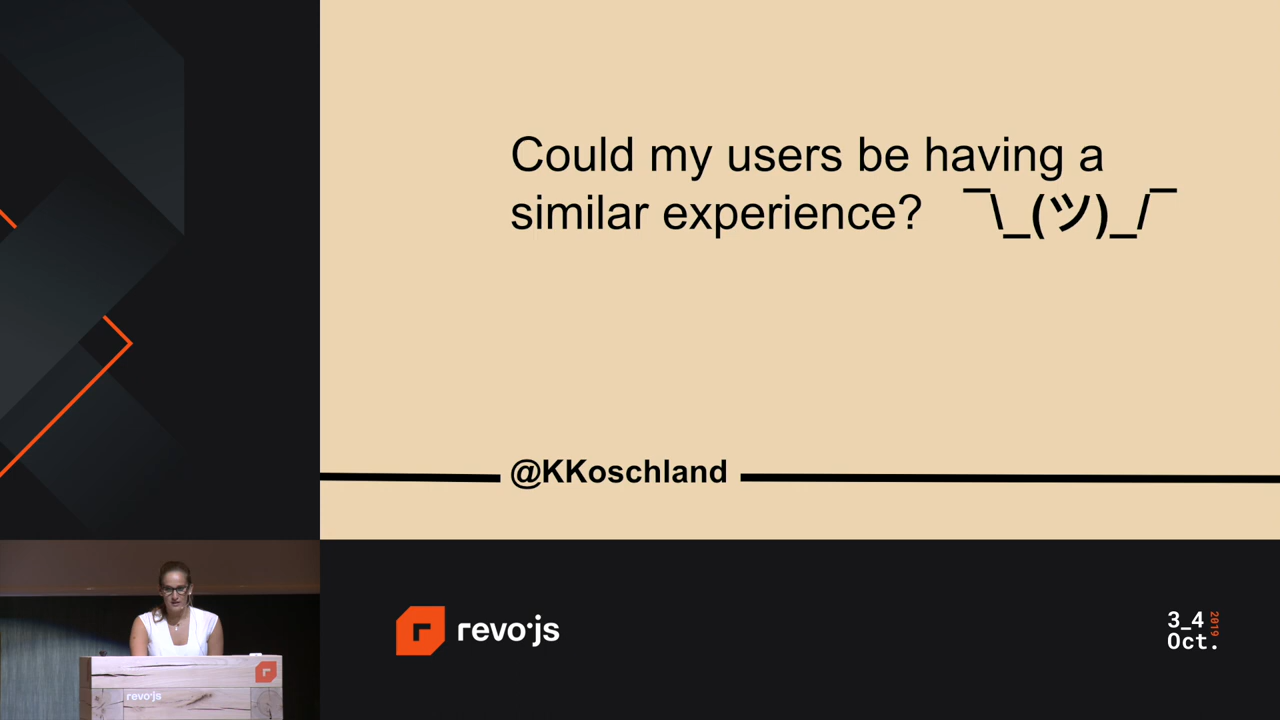 Could my users be having a
similar experience? ¯\_(ツ)_/¯
@KKoschland
revo·js
3_4
Oct.
2019
revo·js